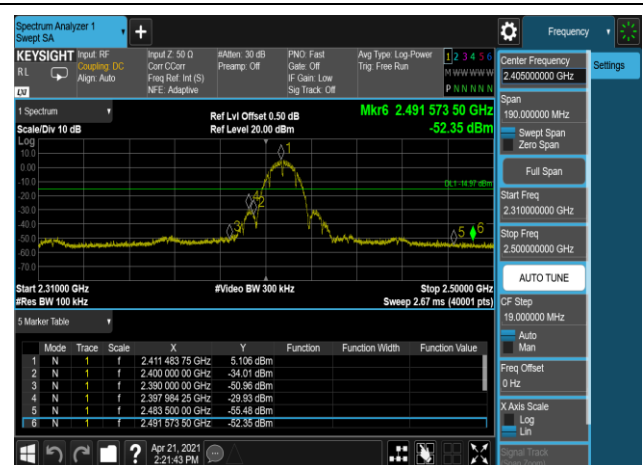 Spectrum Analyzer 1
Swept SA
Frequency
KEYSIGHT Input: RF Input Z: 50 Ω #Atten: 30 dB PNO: Fast Avg Type: Log-Power 1 2 3 4 5 6
RL Coupling: DC Corr CCorr Preamp: Off Gate: Off Trig: Free Run M W W W W W
Align: Auto Freq Ref: Int (S) IF Gain: Low
NFE: Adaptive Sig Track: Off P N N N N N
LXI
1 Spectrum
Scale/Div 10 dB
Ref Lvl Offset 0.50 dB
Ref Level 20.00 dBm
Mkr6 2.491 573 50 GHz
-52.35 dBm
Log
10.0
0.00
-10.0
-20.0
-30.0
-40.0
-50.0
-60.0
-70.0
1
2
3
4
5
6
DL1 -14.97 dBm
Start 2.31000 GHz #Video BW 300 kHz Stop 2.50000 GHz
#Res BW 100 kHz Sweep 2.67 ms (40001 pts)
5 Marker Table
Mode Trace Scale X Y Function Function Width Function Value
1 N 1 f 2.411 483 75 GHz 5.106 dBm
2 N 1 f 2.400 000 00 GHz -34.01 dBm
3 N 1 f 2.390 000 00 GHz -50.96 dBm
4 N 1 f 2.397 984 25 GHz -29.93 dBm
5 N 1 f 2.483 500 00 GHz -55.48 dBm
6 N 1 f 2.491 573 50 GHz -52.35 dBm
Apr 21, 2021
2:21:43 PM
Center Frequency
2.405000000 GHz
Settings
Span
190.000000 MHz
Swept Span
Zero Span
Full Span
Start Freq
2.310000000 GHz
Stop Freq
2.500000000 GHz
AUTO TUNE
CF Step
19.000000 MHz
Auto
Man
Freq Offset
0 Hz
X Axis Scale
Log
Lin
Signal Track
(Span Zoom)